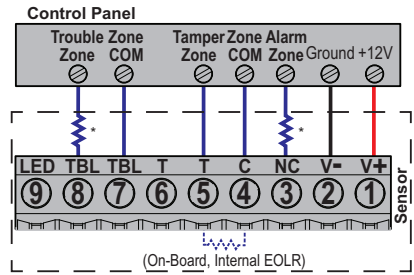 Control Panel
Trouble Zone Tamper Zone Alarm
Zone COM Zone COM Zone Ground +12V
* *
LED TBL TBL T T C NC V- V+
9 8 7 6 5 4 3 2 1
Sensor
(On-Board, Internal EOLR)